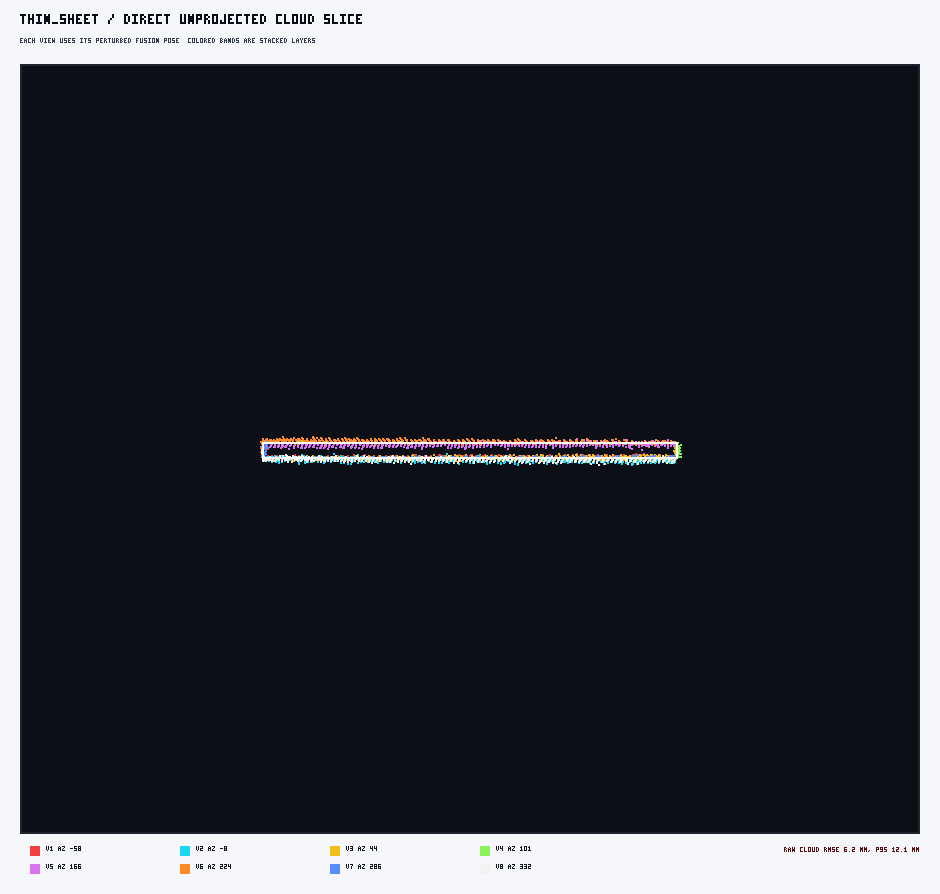 THIN_SHEET / DIRECT UNPROJECTED CLOUD SLICE
EACH VIEW USES ITS PERTURBED FUSION POSE  COLORED BANDS ARE STACKED LAYERS
V1 AZ -58
V2 AZ -8
V3 AZ 44
V4 AZ 101
RAW CLOUD RMSE 6.2 MM, P95 12.1 MM
V5 AZ 166
V6 AZ 224
V7 AZ 286
V8 AZ 332